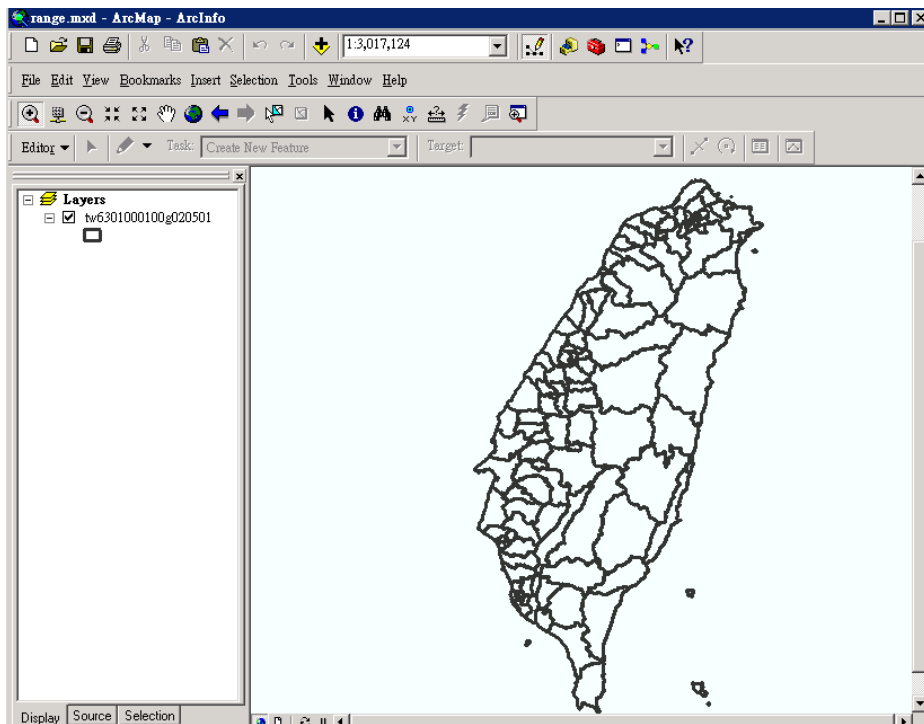 range.mxd - ArcMap - ArcInfo
1:3,017,124
File Edit View Bookmarks Insert Selection Tools Window Help
Editor Task: Create New Feature Target:
Layers
tw6301000100g020501
Display Source Selection